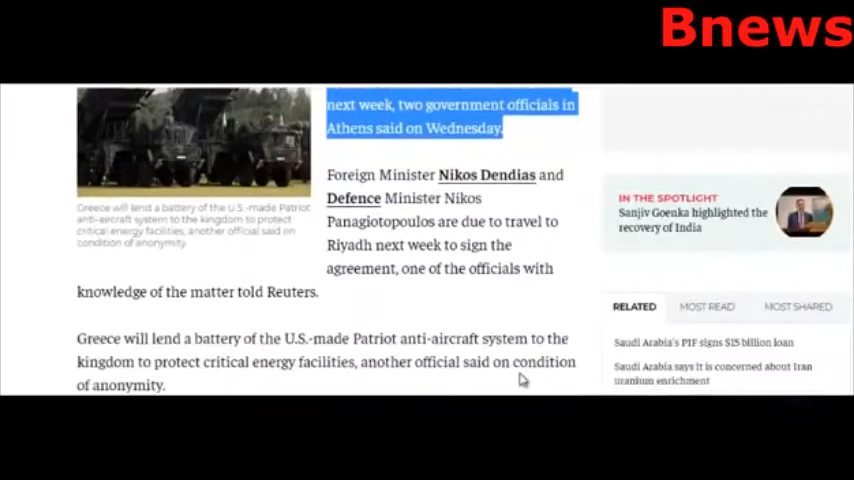 Bnews
next week, two government officials in
Athens said on Wednesday.
Foreign Minister Nikos Dendias and
Defence Minister Nikos
Panagiotopoulos are due to travel to
Riyadh next week to sign the
agreement, one of the officials with
knowledge of the matter told Reuters.
Greece will lend a battery of the U.S.-made Patriot
anti-aircraft system to the kingdom to protect
critical energy facilities, another official said on
condition of anonymity.
Greece will lend a battery of the U.S.-made Patriot anti-aircraft system to the
kingdom to protect critical energy facilities, another official said on condition
of anonymity.
IN THE SPOTLIGHT
Sanjiv Goenka highlighted the
recovery of India
RELATED MOST READ MOST SHARED
Saudi Arabia's PIF signs $15 billion loan
Saudi Arabia says it is concerned about Iran
uranium enrichment